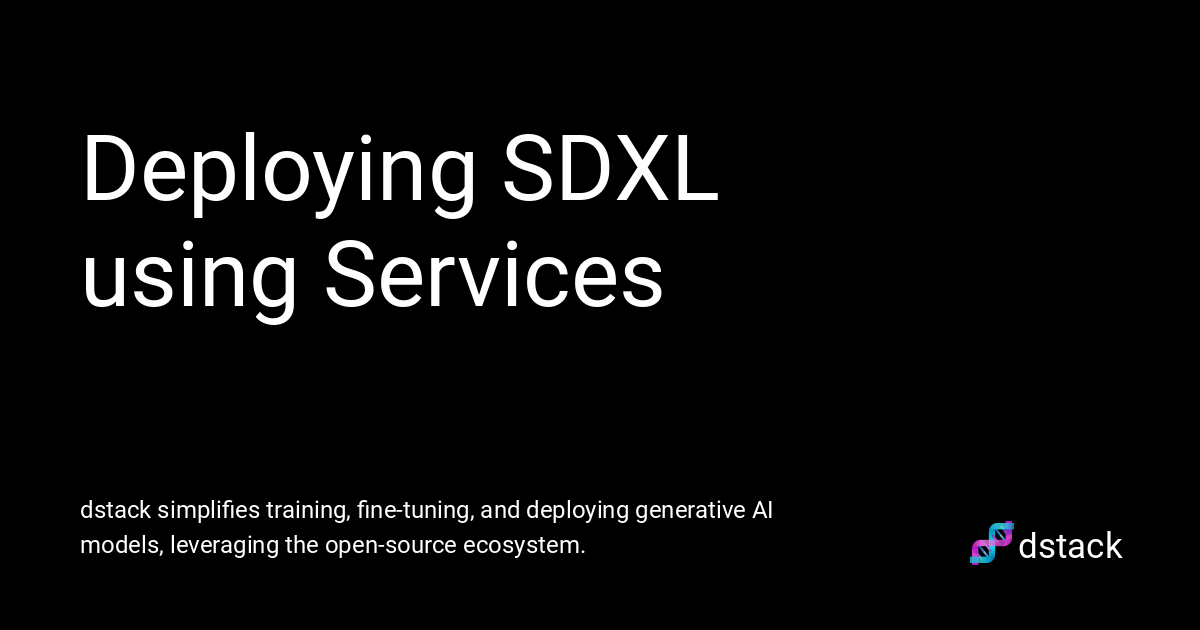 Deploying SDXL
using Services
dstack simplifies training, fine-tuning, and deploying generative AI
models, leveraging the open-source ecosystem.
dstack